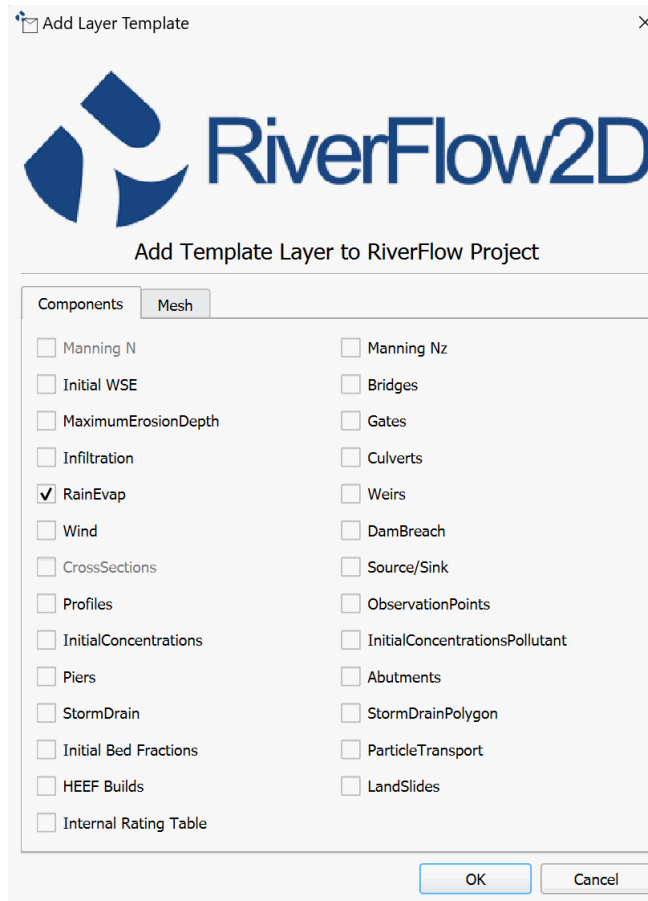 Add Layer Template
RiverFlow2D
Add Template Layer to RiverFlow Project
Components
Mesh
Manning N
Manning Nz
Initial WSE
Bridges
MaximumErosionDepth
Gates
Infiltration
Culverts
RainEvap
Weirs
Wind
DamBreach
CrossSections
Source/Sink
Profiles
ObservationPoints
InitialConcentrations
InitialConcentrationsPollutant
Piers
Abutments
StormDrain
StormDrainPolygon
Initial Bed Fractions
ParticleTransport
HEEF Builds
LandSlides
Internal Rating Table
OK
Cancel